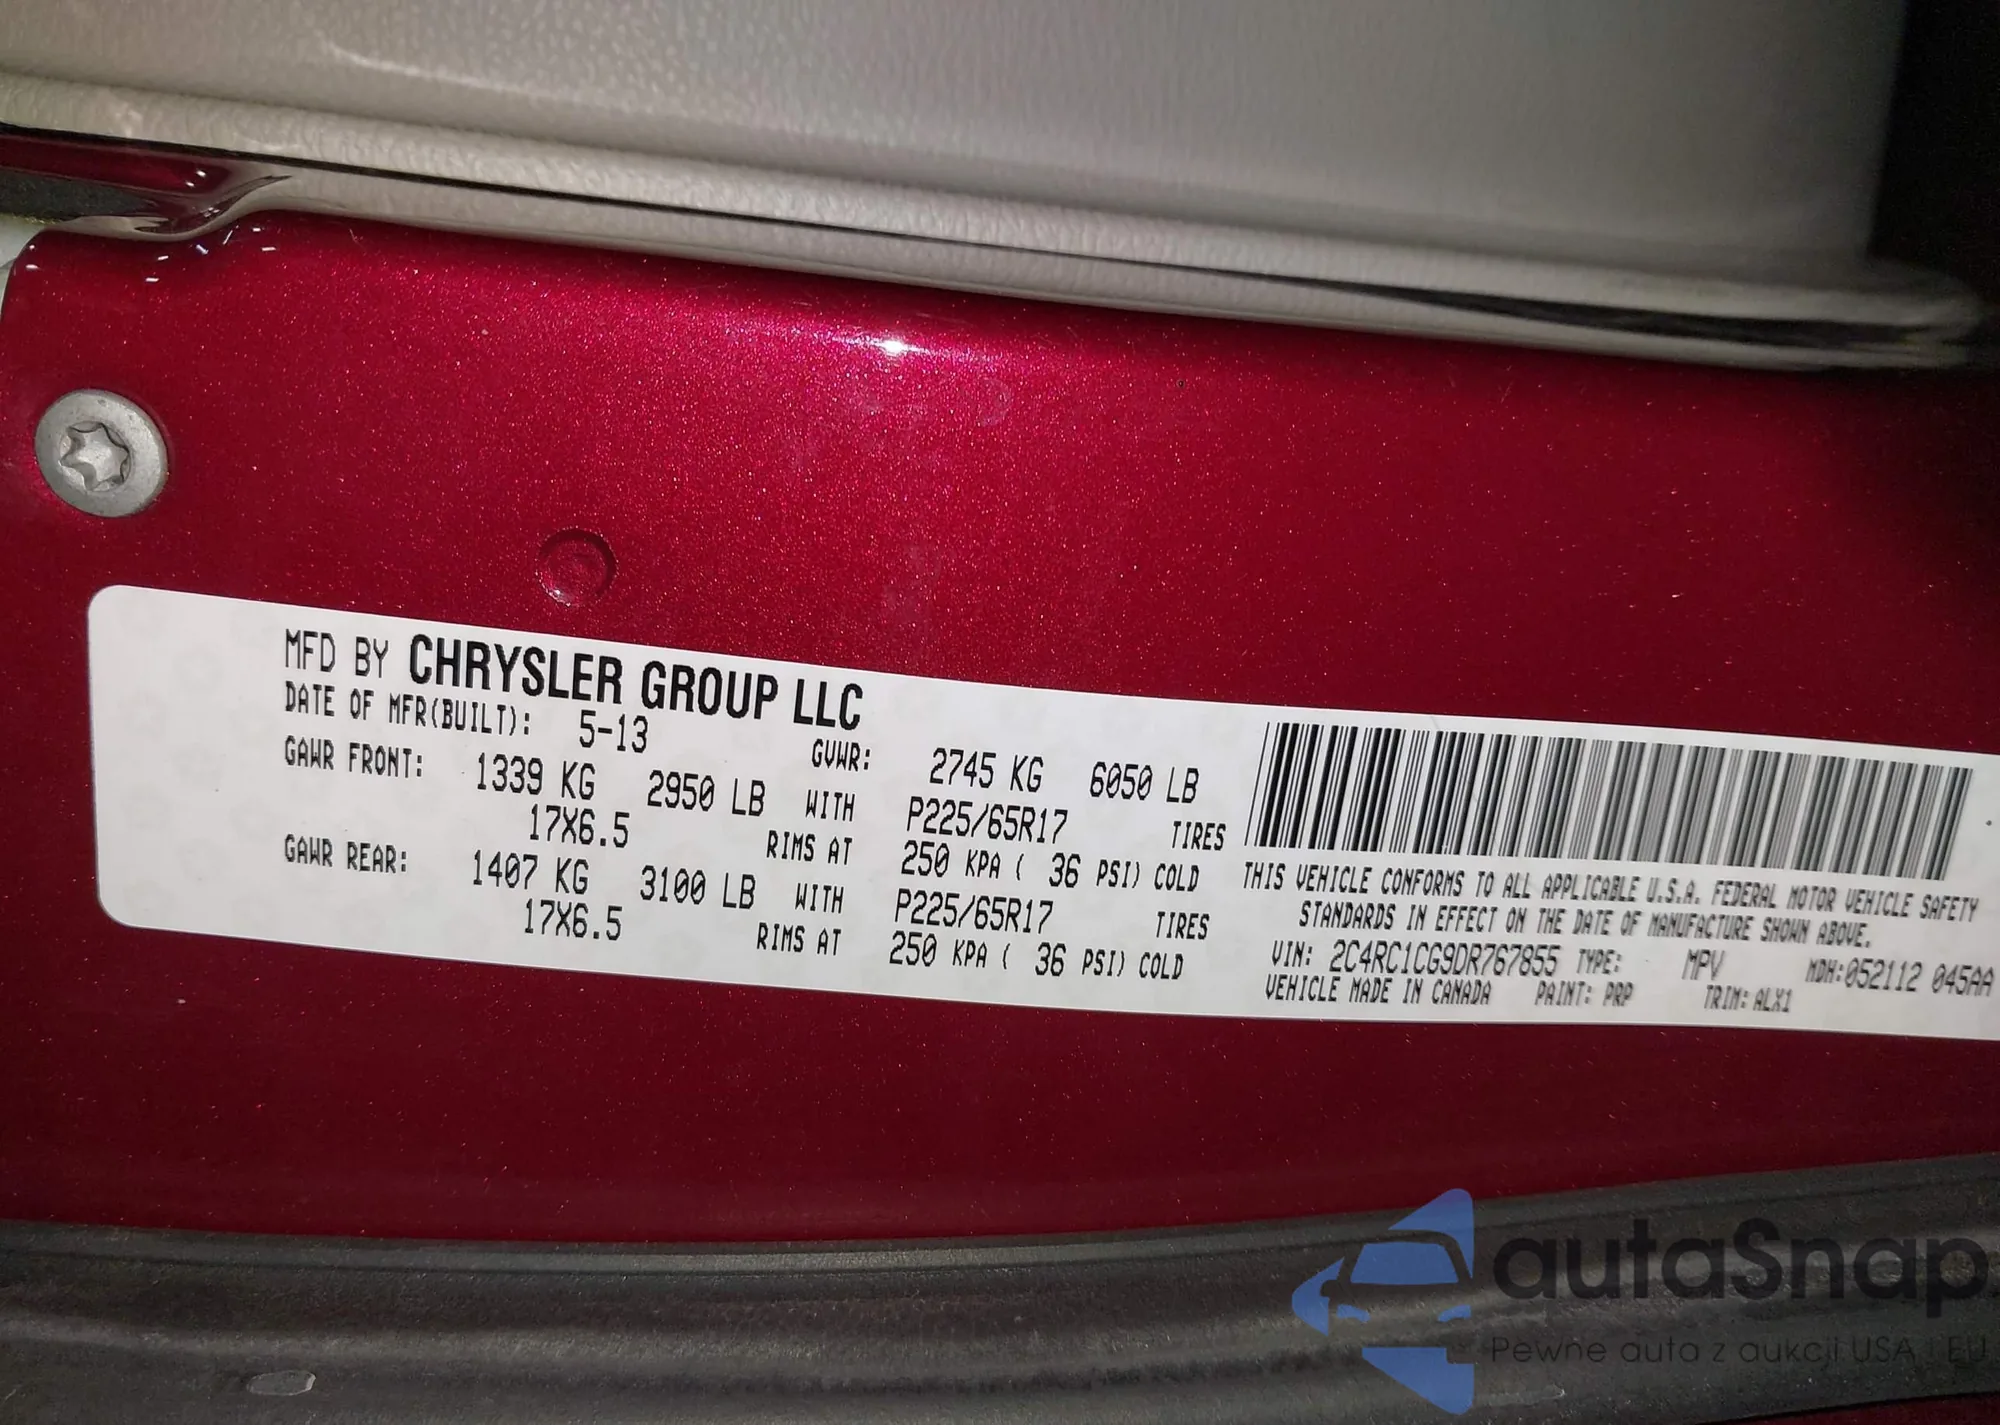 MFD BY CHRYSLER GROUP LLC
DATE OF MFR(BUILT): 5-13 GVWR: 2745 KG 6050 LB
GAWR FRONT: 1339 KG 2950 LB WITH P225/65R17 TIRES
17X6.5 RIMS AT 250 KPA ( 36 PSI) COLD
GAWR REAR: 1407 KG 3100 LB WITH P225/65R17 TIRES
17X6.5 RIMS AT 250 KPA ( 36 PSI) COLD
THIS VEHICLE CONFORMS TO ALL APPLICABLE U.S.A. FEDERAL MOTOR VEHICLE SAFETY
STANDARDS IN EFFECT ON THE DATE OF MANUFACTURE SHOWN ABOVE.
VIN: 2C4RC1CG9DR767855 TYPE: MPV MDH:052112 045AA
VEHICLE MADE IN CANADA PAINT: PRP TRIM: ALX1
autaSnap.
Pewne auta z aukcji USA i EU